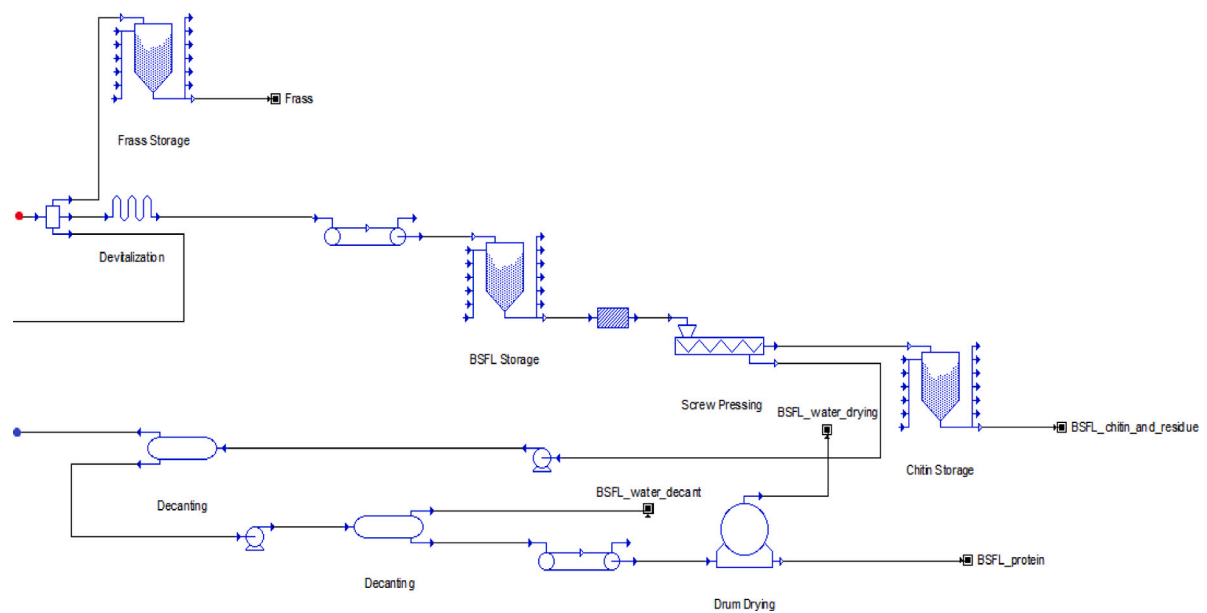 Frass
Frass Storage
Devitalization
BSFL Storage
Screw Pressing
BSFL_water_drying
BSFL_chitin_and_residue
Chitin Storage
BSFL_water_decant
Decanting
BSFL_protein
Decanting
Drum Drying